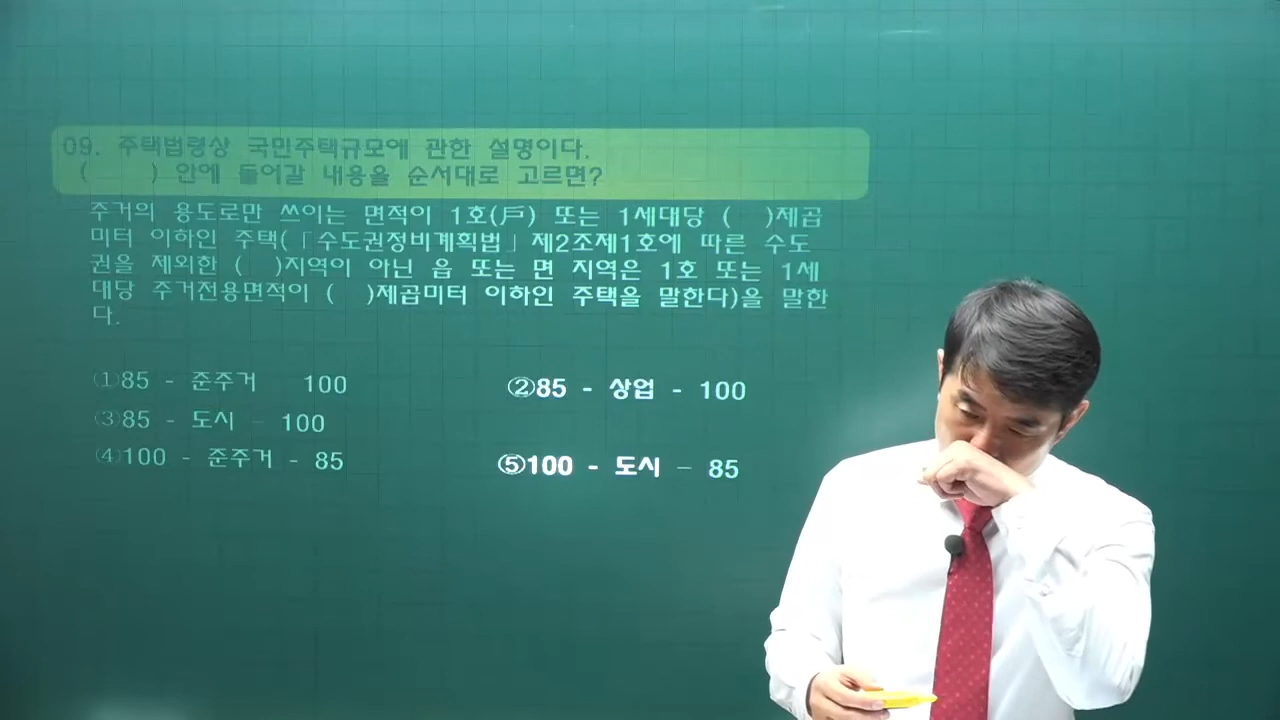 09. 주택법령상 국민주택규모에 관한 설명이다.
( ) 안에 들어갈 내용을 순서대로 고르면?
주거의 용도로만 쓰이는 면적이 1호(戶) 또는 1세대당 ( )제곱
미터 이하인 주택(「수도권정비계획법」제2조제1호에 따른 수도
권을 제외한 ( )지역이 아닌 읍 또는 면 지역은 1호 또는 1세
대당 주거전용면적이 ( )제곱미터 이하인 주택을 말한다)을 말한
다.
①85 - 준주거 100
②85 - 상업 - 100
③85 - 도시 - 100
④100 - 준주거 - 85
⑤100 - 도시 - 85